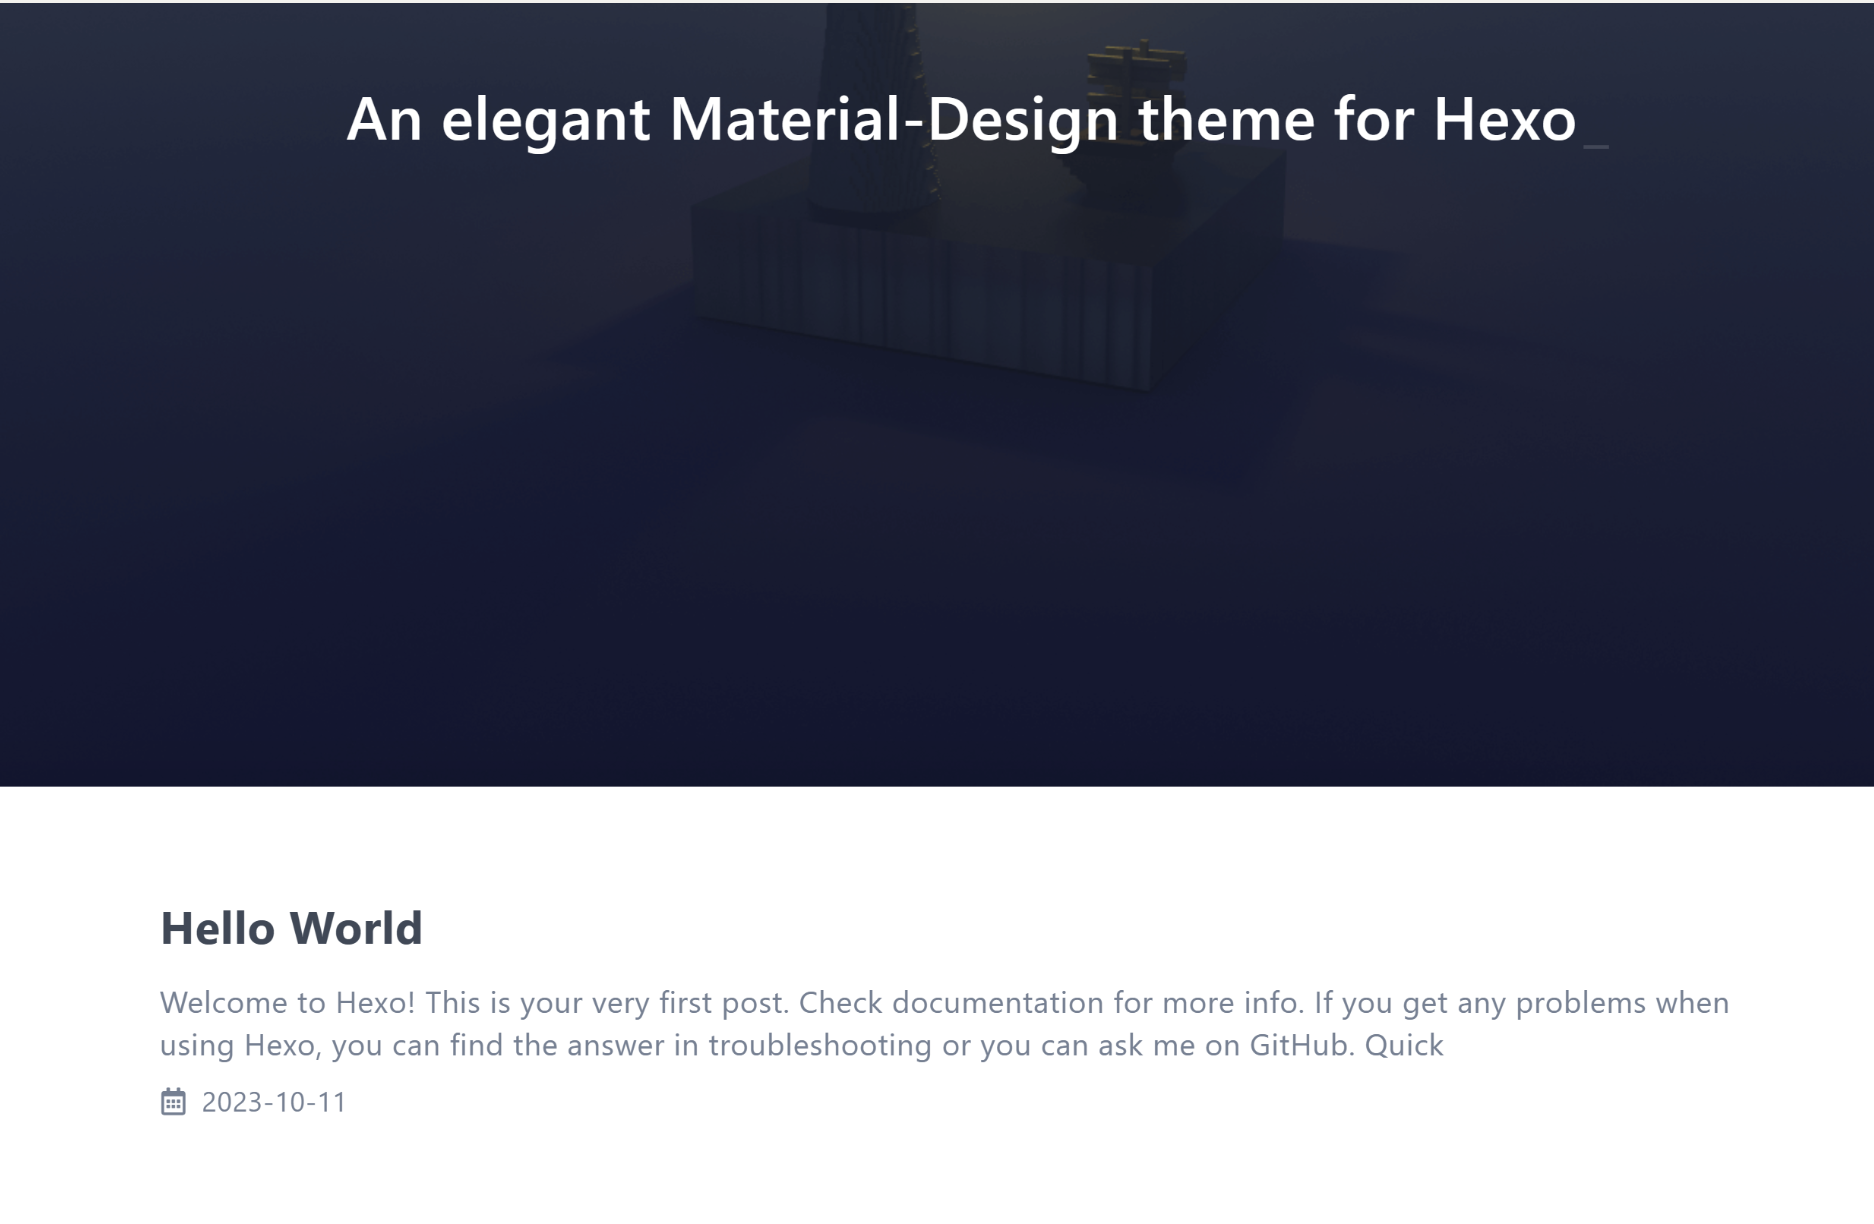 An elegant Material-Design theme for Hexo_
Hello World
Welcome to Hexo! This is your very first post. Check documentation for more info. If you get any problems when
using Hexo, you can find the answer in troubleshooting or you can ask me on GitHub. Quick
2023-10-11